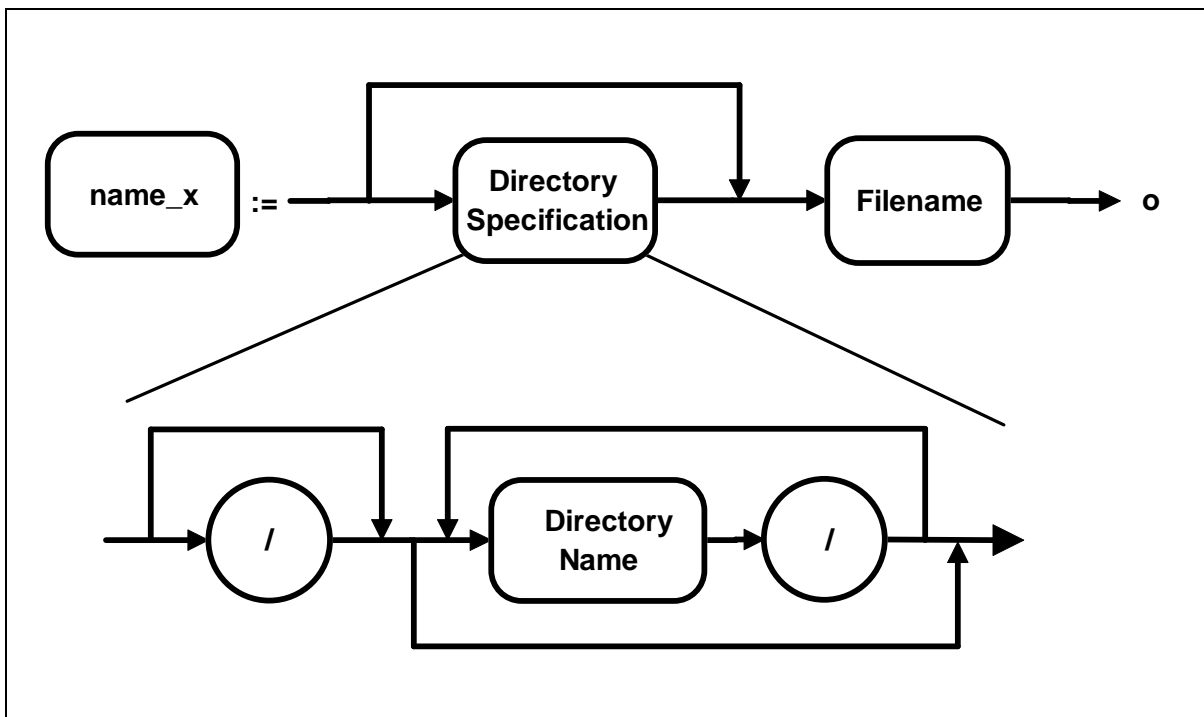 name_x
:=
Directory
Specification
Filename
o
/
Directory
Name
/